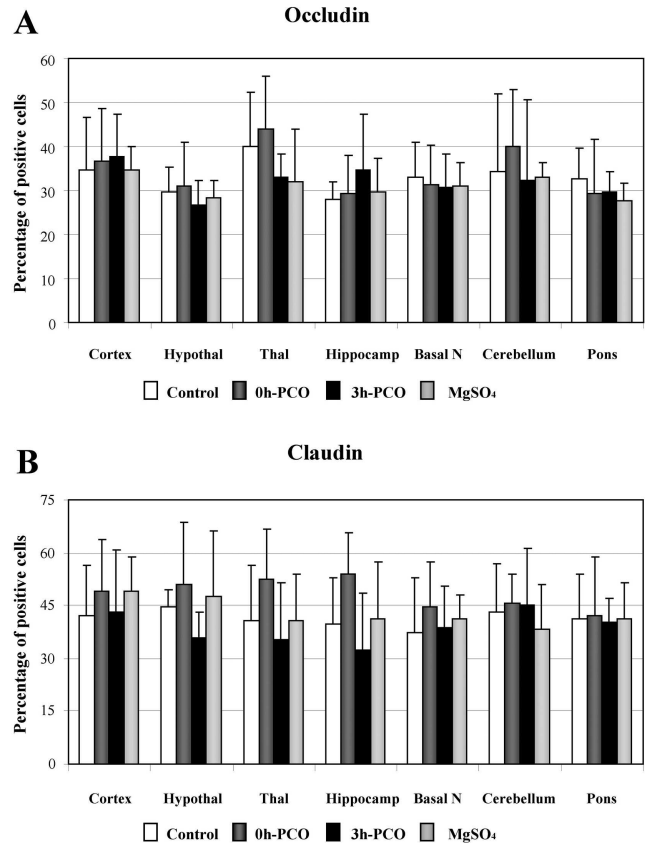 A
Occludin
Percentage of positive cells
60
50
40
30
20
10
0
Cortex Hypothal Thal Hippocamp Basal N Cerebellum Pons
Control 0h-PCO 3h-PCO MgSO₄
B
Claudin
Percentage of positive cells
75
60
45
30
15
0
Cortex Hypothal Thal Hippocamp Basal N Cerebellum Pons
Control 0h-PCO 3h-PCO MgSO₄